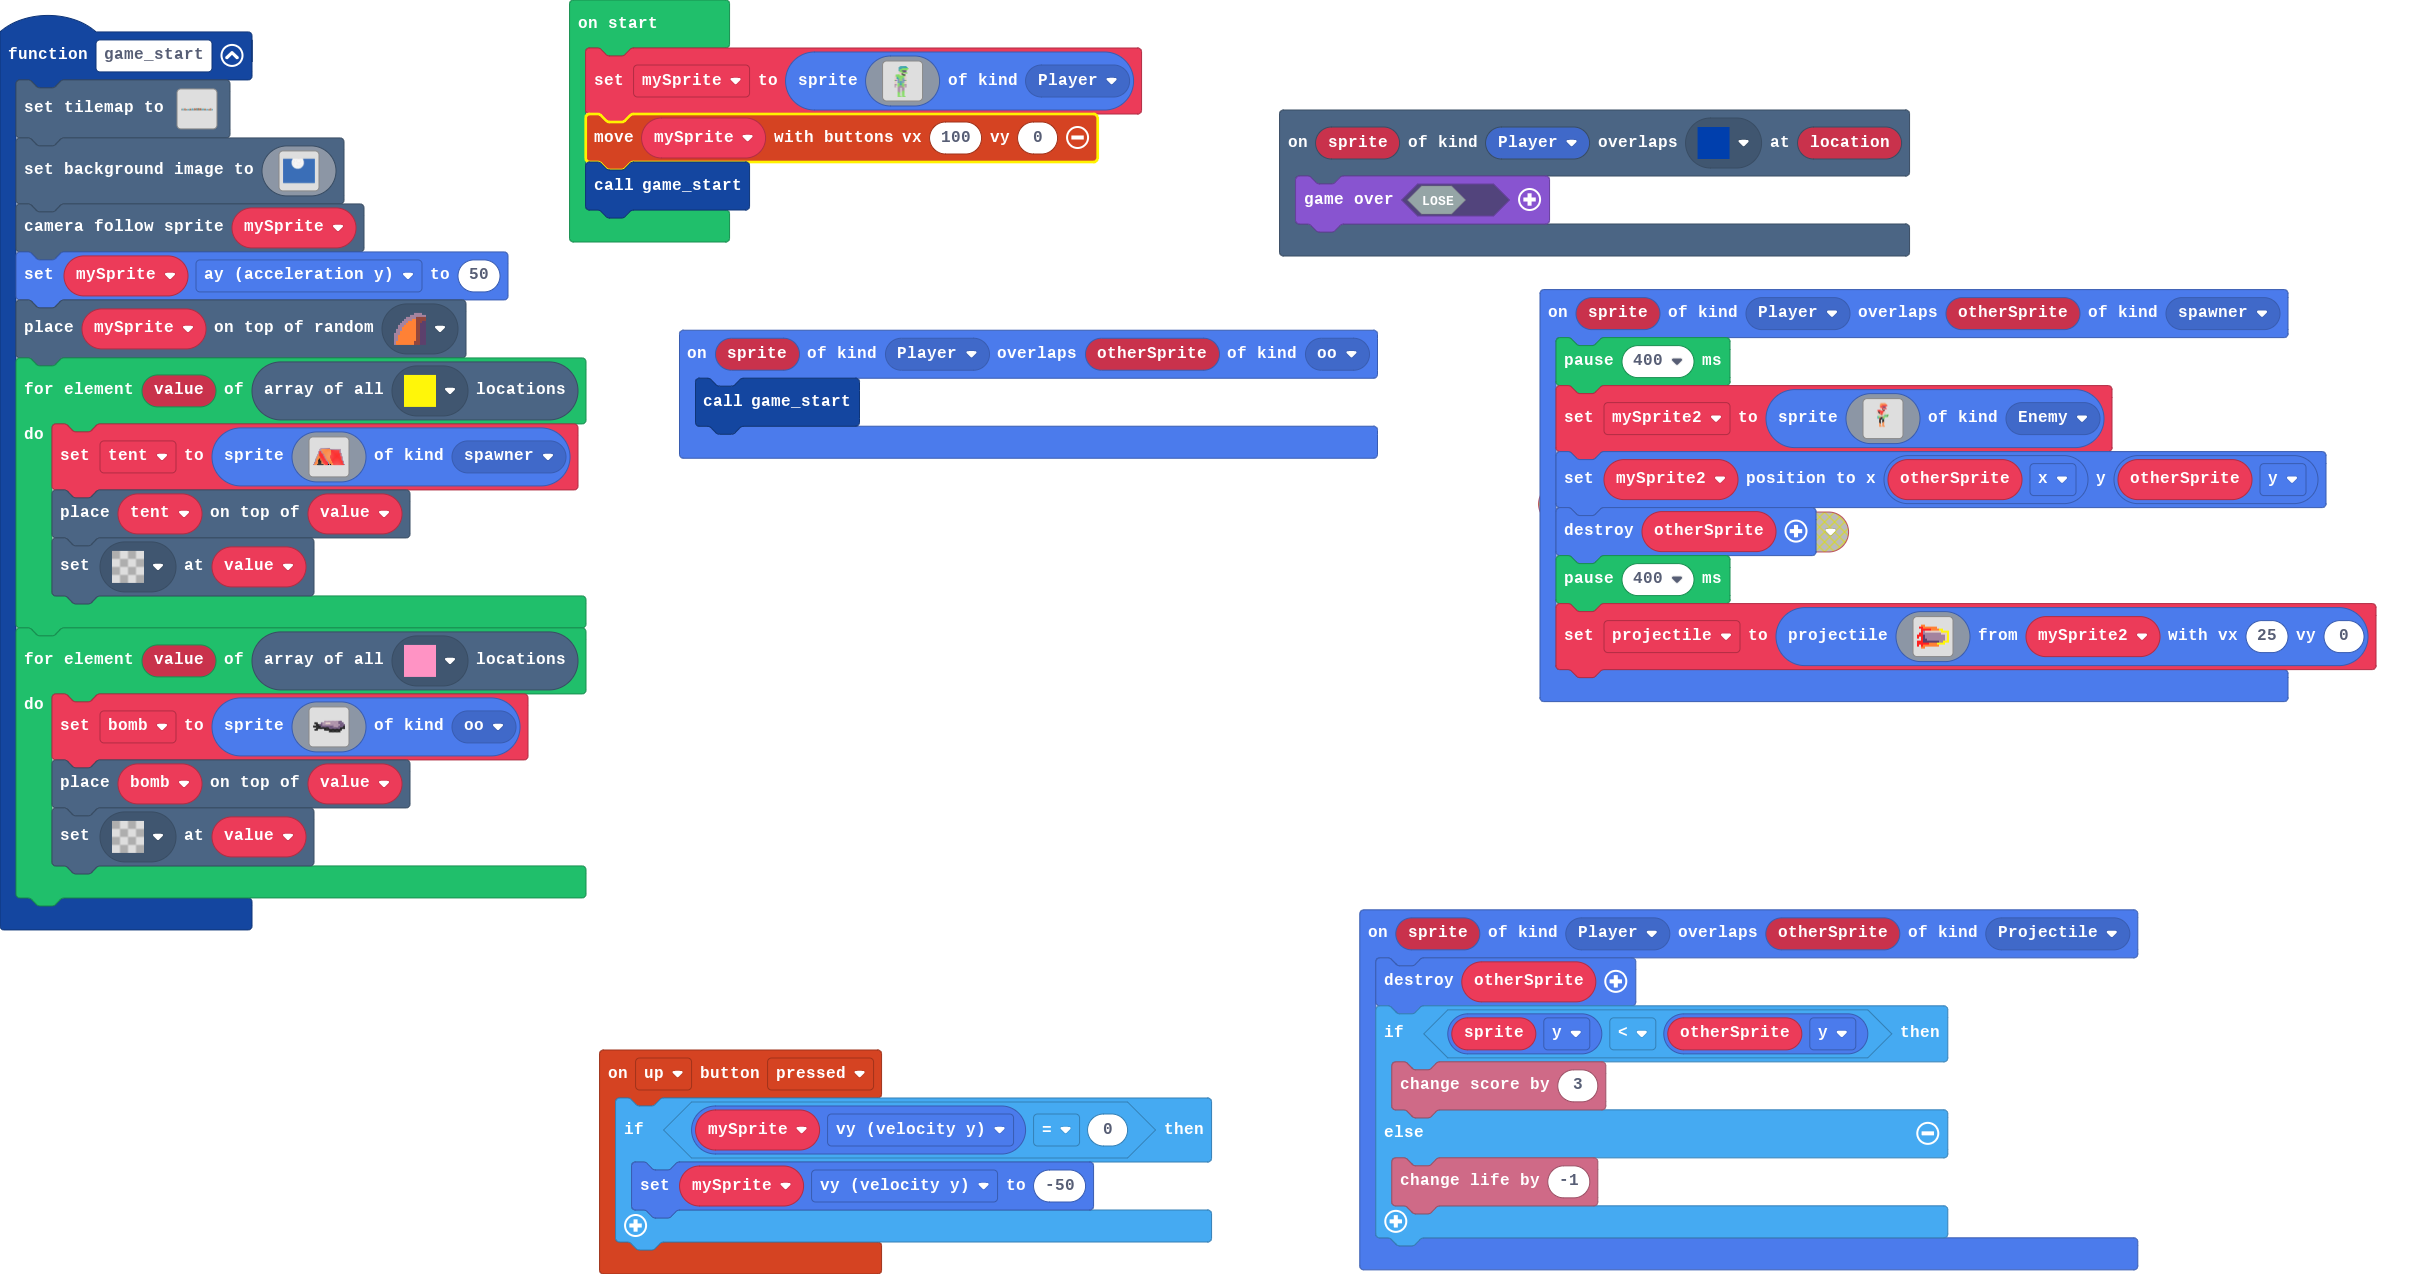 function game_start
set tilemap to
set background image to
camera follow sprite mySprite
set mySprite ay (acceleration y) to 50
place mySprite on top of random
for element value of array of all locations
do
set tent to sprite of kind spawner
place tent on top of value
set at value
for element value of array of all locations
do
set bomb to sprite of kind oo
place bomb on top of value
set at value
on start
set mySprite to sprite of kind Player
move mySprite with buttons vx 100 vy 0
call game_start
on sprite of kind Player overlaps at location
game over LOSE
on sprite of kind Player overlaps otherSprite of kind oo
call game_start
on sprite of kind Player overlaps otherSprite of kind spawner
pause 400 ms
set mySprite2 to sprite of kind Enemy
set mySprite2 position to x otherSprite x y otherSprite y
destroy otherSprite
pause 400 ms
set projectile to projectile from mySprite2 with vx 25 vy 0
on sprite of kind Player overlaps otherSprite of kind Projectile
destroy otherSprite
if sprite y < otherSprite y then
change score by 3
else
change life by -1
on up button pressed
if mySprite vy (velocity y) = 0 then
set mySprite vy (velocity y) to -50